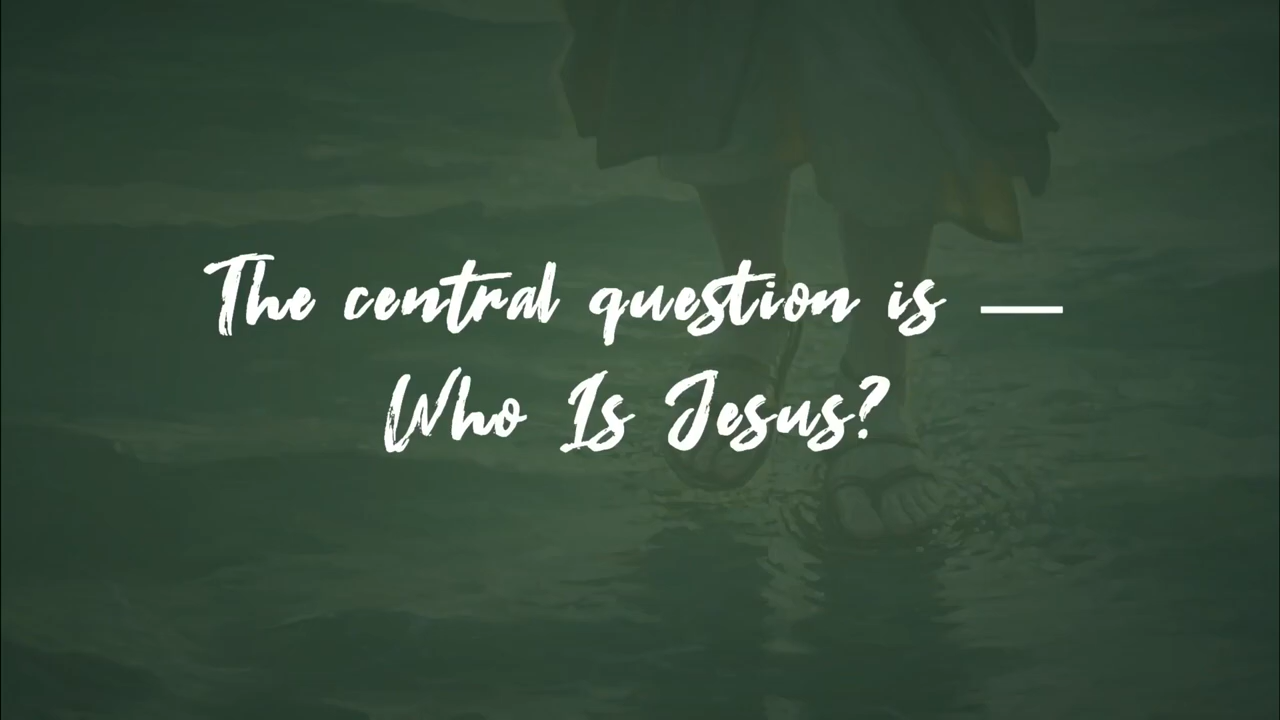 The central question is —
Who Is Jesus?